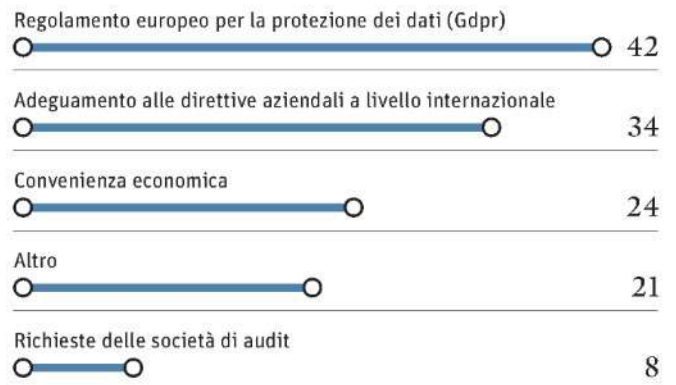 Regolamento europeo per la protezione dei dati (Gdpr)
42
Adeguamento alle direttive aziendali a livello internazionale
34
Convenienza economica
24
Altro
21
Richieste delle società di audit
8